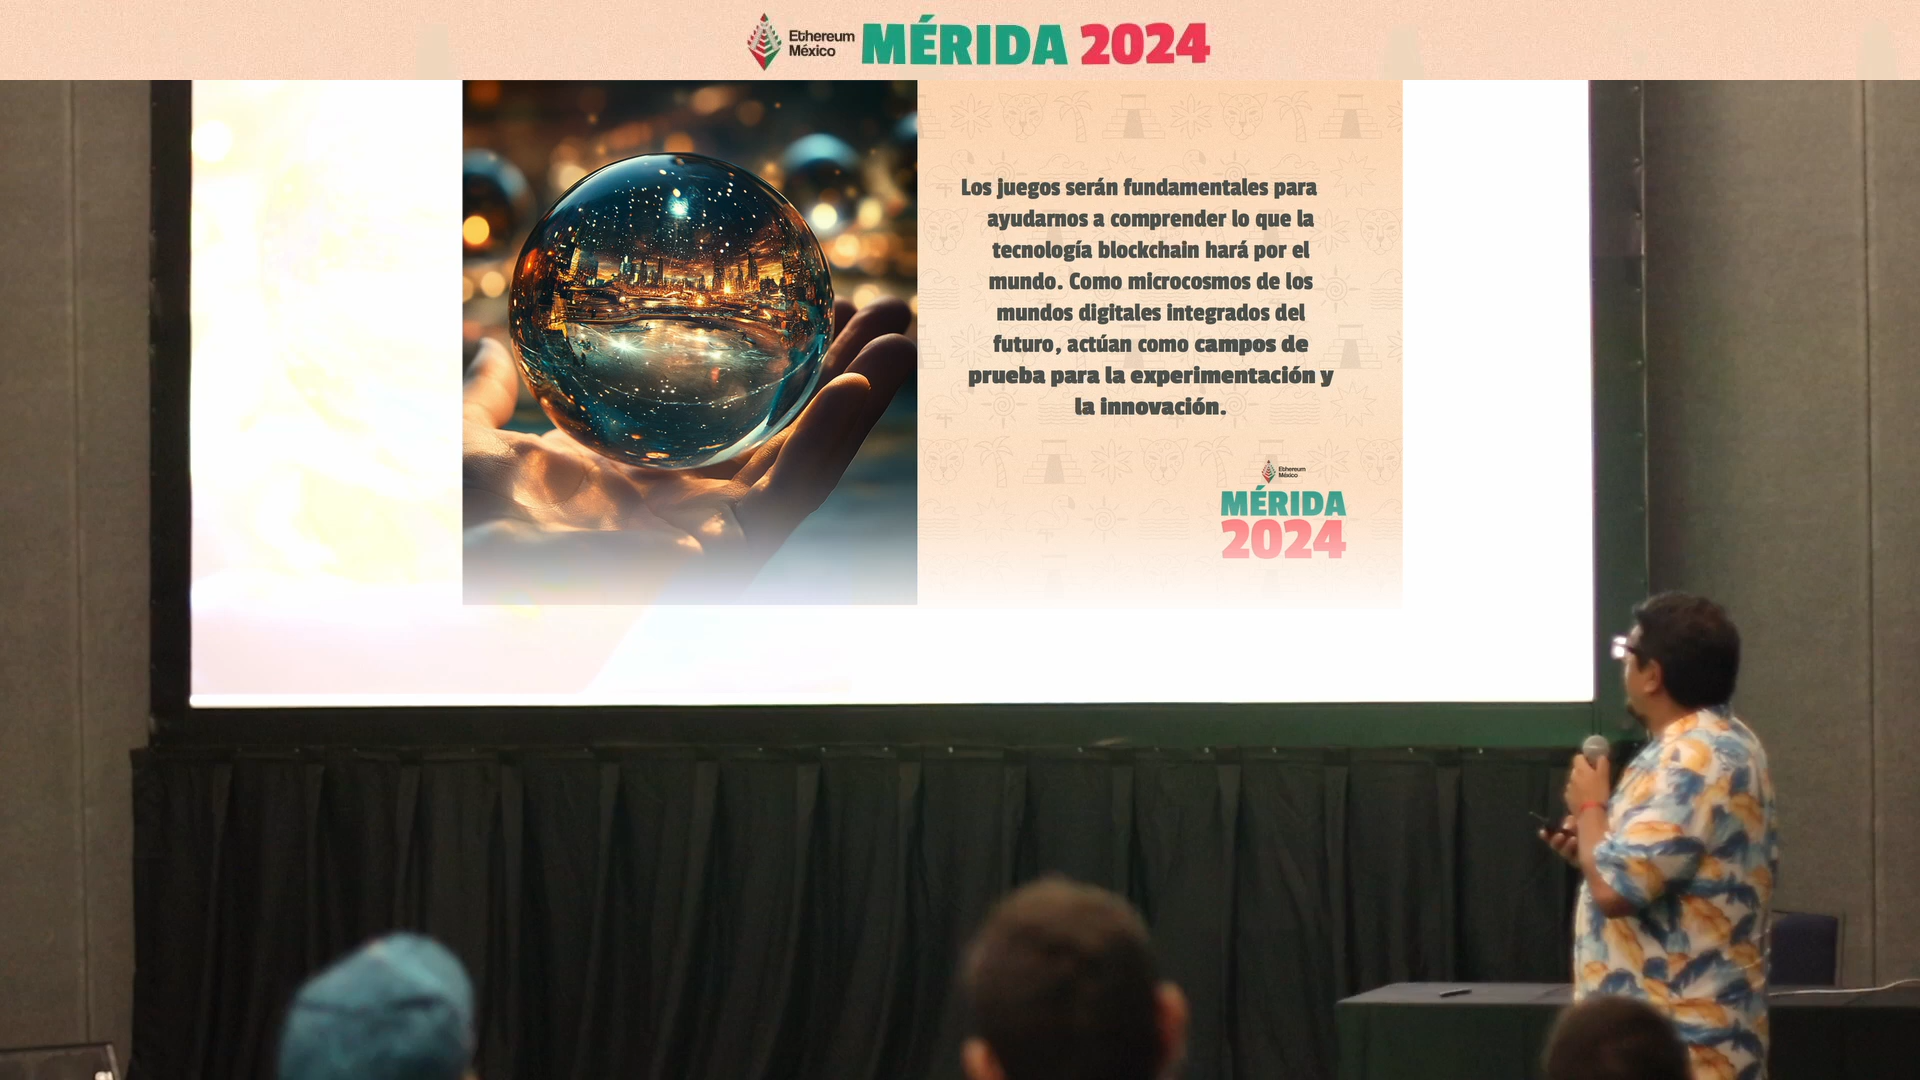 Ethereum
México
MÉRIDA 2024
Los juegos serán fundamentales para
ayudarnos a comprender lo que la
tecnología blockchain hará por el
mundo. Como microcosmos de los
mundos digitales integrados del
futuro, actúan como campos de
prueba para la experimentación y
la innovación.
Ethereum
México
MÉRIDA
2024